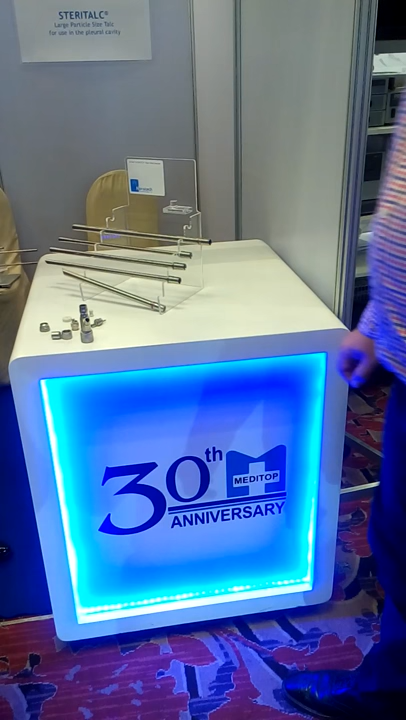 STERITALC®
Large Particle Size Talc
for use in the pleural cavity
30th
MEDITOP
ANNIVERSARY